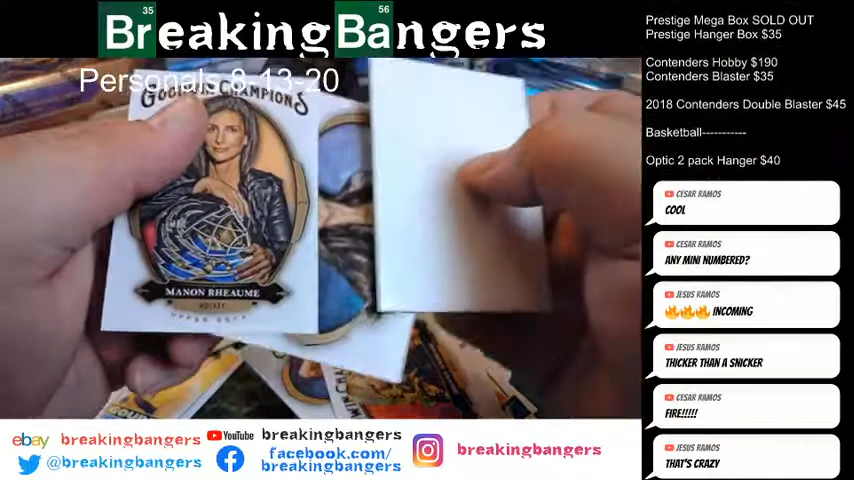 35
56
BreakingBangers
Personals 8-13-20
GOODWIN CHAMPIONS
MANON RHEAUME
HOCKEY
UPPER DECK
Prestige Mega Box SOLD OUT
Prestige Hanger Box $35
Contenders Hobby $190
Contenders Blaster $35
2018 Contenders Double Blaster $45
Basketball-----------
Optic 2 pack Hanger $40
CESAR RAMOS
COOL
CESAR RAMOS
ANY MINI NUMBERED?
JESUS RAMOS
🔥🔥🔥 INCOMING
JESUS RAMOS
THICKER THAN A SNICKER
CESAR RAMOS
FIRE!!!!!
JESUS RAMOS
THAT'S CRAZY
ebay breakingbangers
YouTube breakingbangers
@breakingbangers
facebook.com/
breakingbangers
breakingbangers